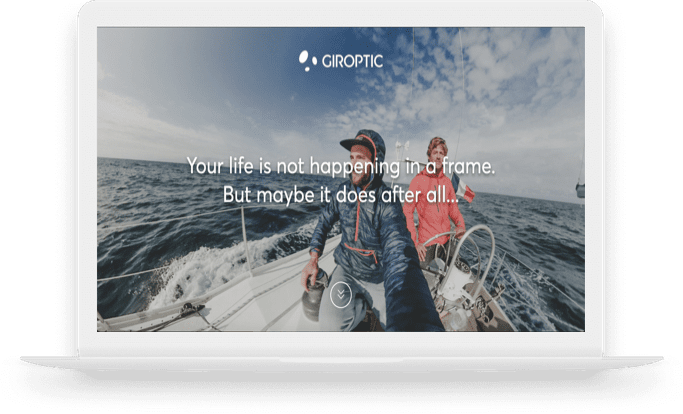 GIROPTIC
Your life is not happening in a frame.
But maybe it does after all...